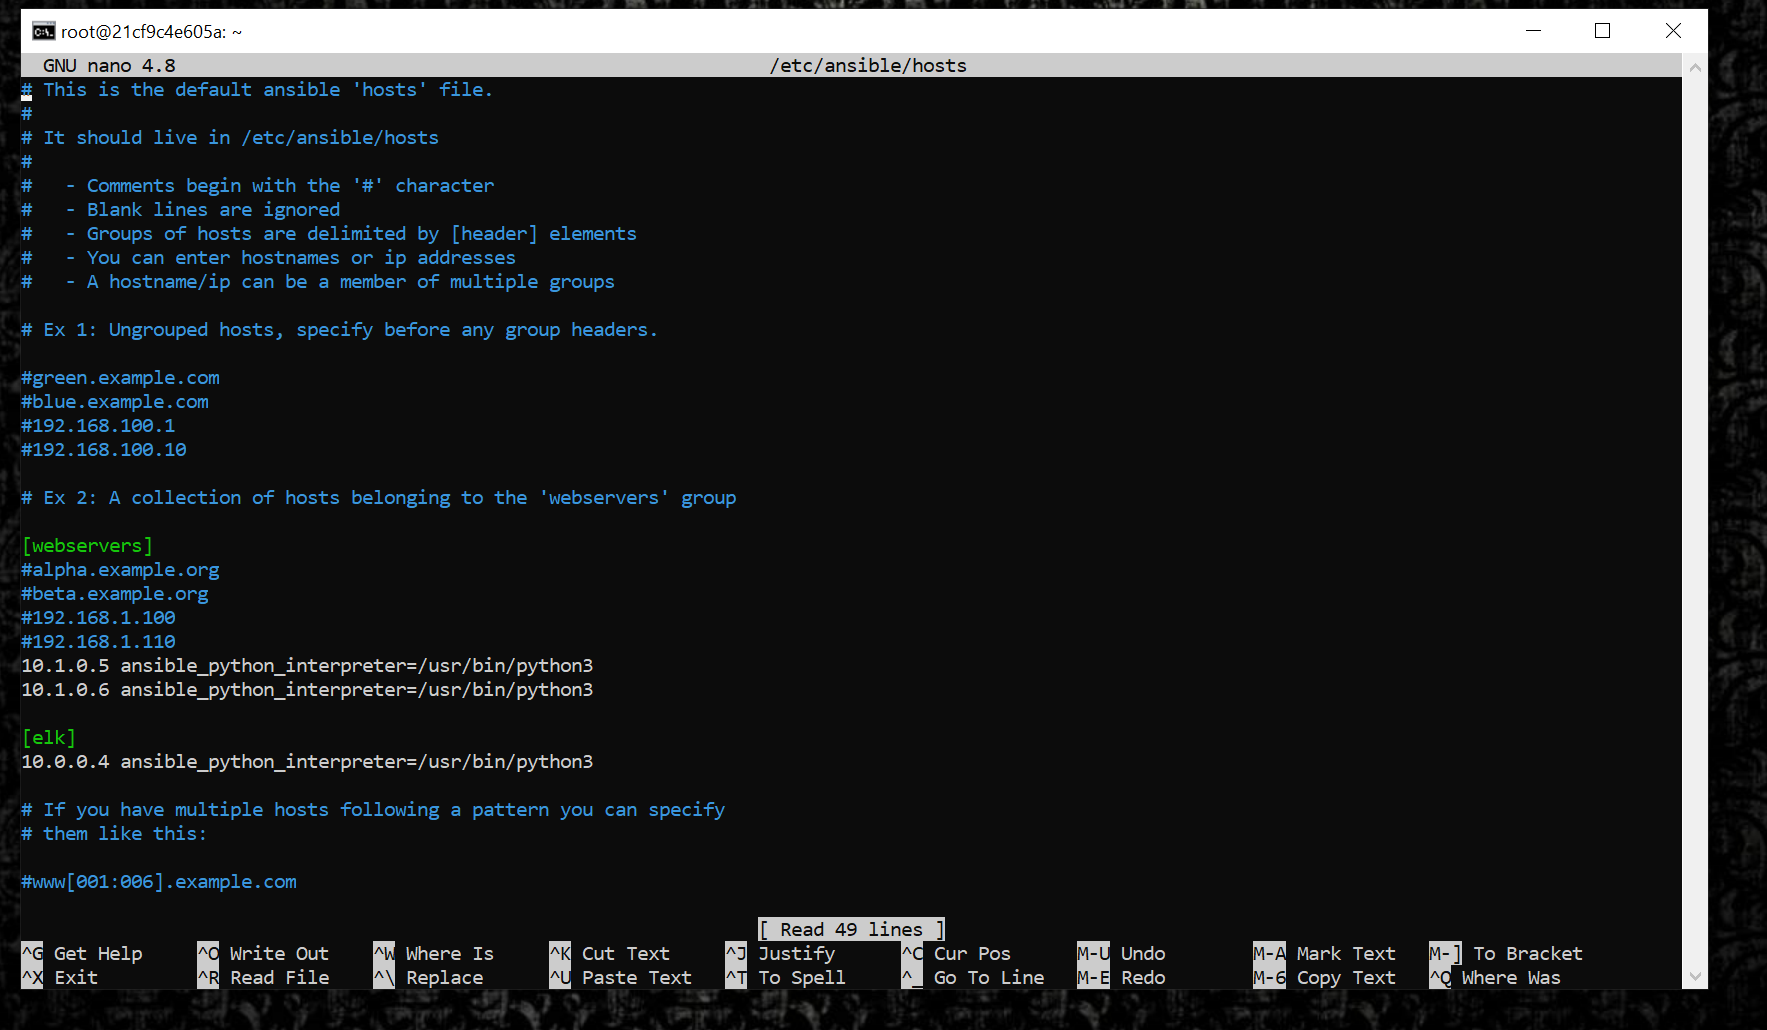 root@21cf9c4e605a: ~
GNU nano 4.8 /etc/ansible/hosts
# This is the default ansible 'hosts' file.
#
# It should live in /etc/ansible/hosts
#
#   - Comments begin with the '#' character
#   - Blank lines are ignored
#   - Groups of hosts are delimited by [header] elements
#   - You can enter hostnames or ip addresses
#   - A hostname/ip can be a member of multiple groups
# Ex 1: Ungrouped hosts, specify before any group headers.
#green.example.com
#blue.example.com
#192.168.100.1
#192.168.100.10
# Ex 2: A collection of hosts belonging to the 'webservers' group
[webservers]
#alpha.example.org
#beta.example.org
#192.168.1.100
#192.168.1.110
10.1.0.5 ansible_python_interpreter=/usr/bin/python3
10.1.0.6 ansible_python_interpreter=/usr/bin/python3
[elk]
10.0.0.4 ansible_python_interpreter=/usr/bin/python3
# If you have multiple hosts following a pattern you can specify
# them like this:
#www[001:006].example.com
[ Read 49 lines ]
^G Get Help ^O Write Out ^W Where Is ^K Cut Text ^J Justify ^C Cur Pos M-U Undo M-A Mark Text M-] To Bracket
^X Exit ^R Read File ^\ Replace ^U Paste Text ^T To Spell ^_ Go To Line M-E Redo M-6 Copy Text ^Q Where Was